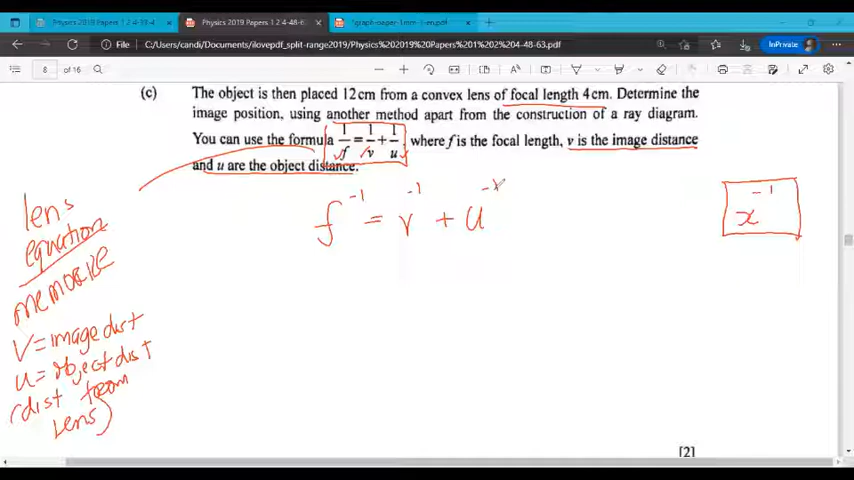 Physics 2019 Papers 1 2 4-39-4
Physics 2019 Papers 1 2 4-48-63
*graph-paper-1mm-1-en.pdf
File
C:/Users/candi/Documents/ilovepdf_split-range2019/Physics%202019%20Papers%201%202%204-48-63.pdf
InPrivate
8 of 16
(c) The object is then placed 12 cm from a convex lens of focal length 4 cm. Determine the
image position, using another method apart from the construction of a ray diagram.
You can use the formula 1/f = 1/v + 1/u, where f is the focal length, v is the image distance
and u are the object distance.
lens
equation
memorize
v = image dist
u = object dist
(dist from
lens)
f⁻¹ = v⁻¹ + u⁻¹
x⁻¹
[2]